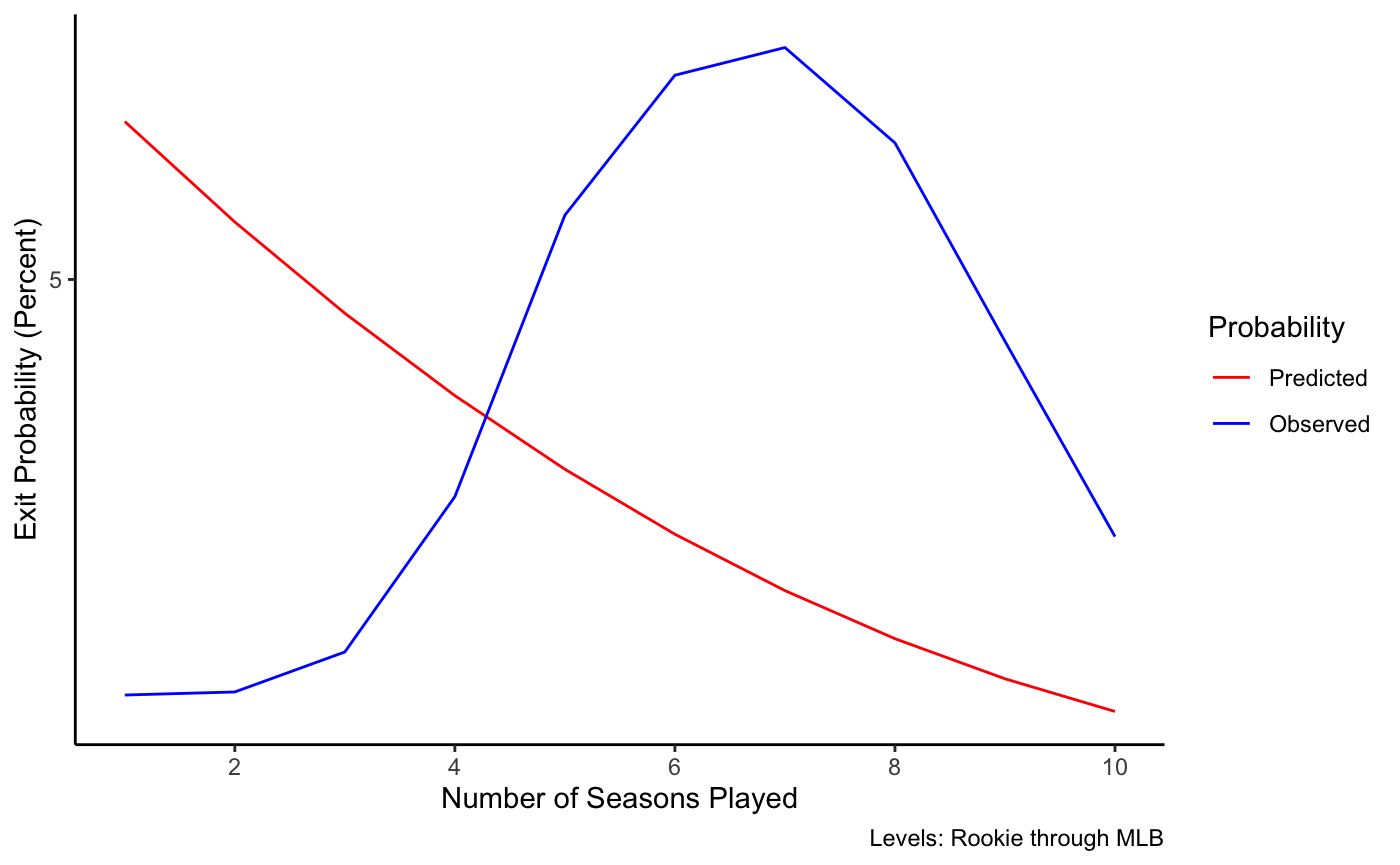 Exit Probability (Percent)
5
2 4 6 8 10
Number of Seasons Played
Levels: Rookie through MLB
Probability
Predicted
Observed